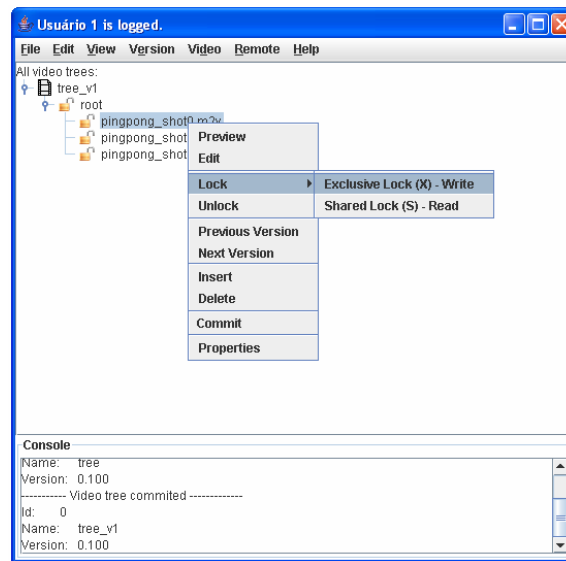 Usuário 1 is logged.
File Edit View Version Video Remote Help
All video trees:
tree_v1
root
pingpong_shot0.m2v
pingpong_shot
pingpong_shot
Preview
Edit
Lock
Exclusive Lock (X) - Write
Unlock
Shared Lock (S) - Read
Previous Version
Next Version
Insert
Delete
Commit
Properties
Console
Name: tree
Version: 0.100
----------- Video tree commited -------------
Id: 0
Name: tree_v1
Version: 0.100